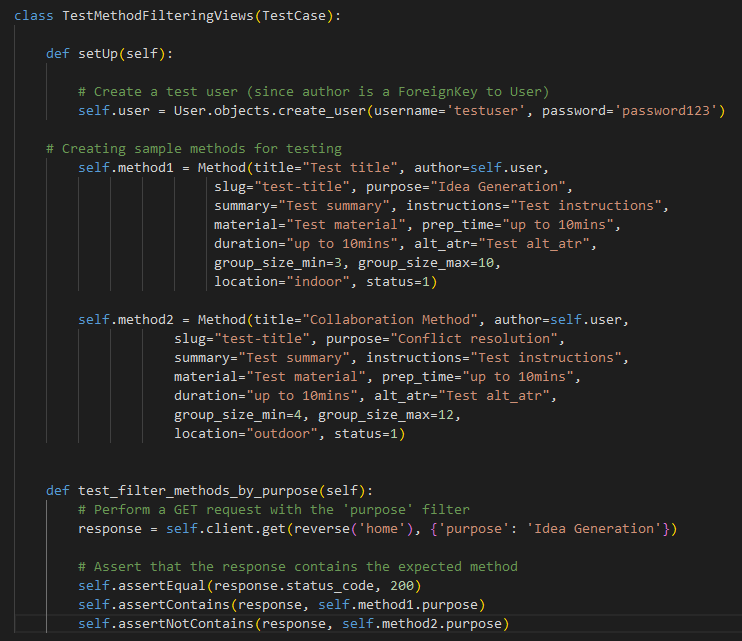 class TestMethodFilteringViews(TestCase):
def setUp(self):
# Create a test user (since author is a ForeignKey to User)
self.user = User.objects.create_user(username='testuser', password='password123')
# Creating sample methods for testing
self.method1 = Method(title="Test title", author=self.user,
slug="test-title", purpose="Idea Generation",
summary="Test summary", instructions="Test instructions",
material="Test material", prep_time="up to 10mins",
duration="up to 10mins", alt_atr="Test alt_atr",
group_size_min=3, group_size_max=10,
location="indoor", status=1)
self.method2 = Method(title="Collaboration Method", author=self.user,
slug="test-title", purpose="Conflict resolution",
summary="Test summary", instructions="Test instructions",
material="Test material", prep_time="up to 10mins",
duration="up to 10mins", alt_atr="Test alt_atr",
group_size_min=4, group_size_max=12,
location="outdoor", status=1)
def test_filter_methods_by_purpose(self):
# Perform a GET request with the 'purpose' filter
response = self.client.get(reverse('home'), {'purpose': 'Idea Generation'})
# Assert that the response contains the expected method
self.assertEqual(response.status_code, 200)
self.assertContains(response, self.method1.purpose)
self.assertNotContains(response, self.method2.purpose)